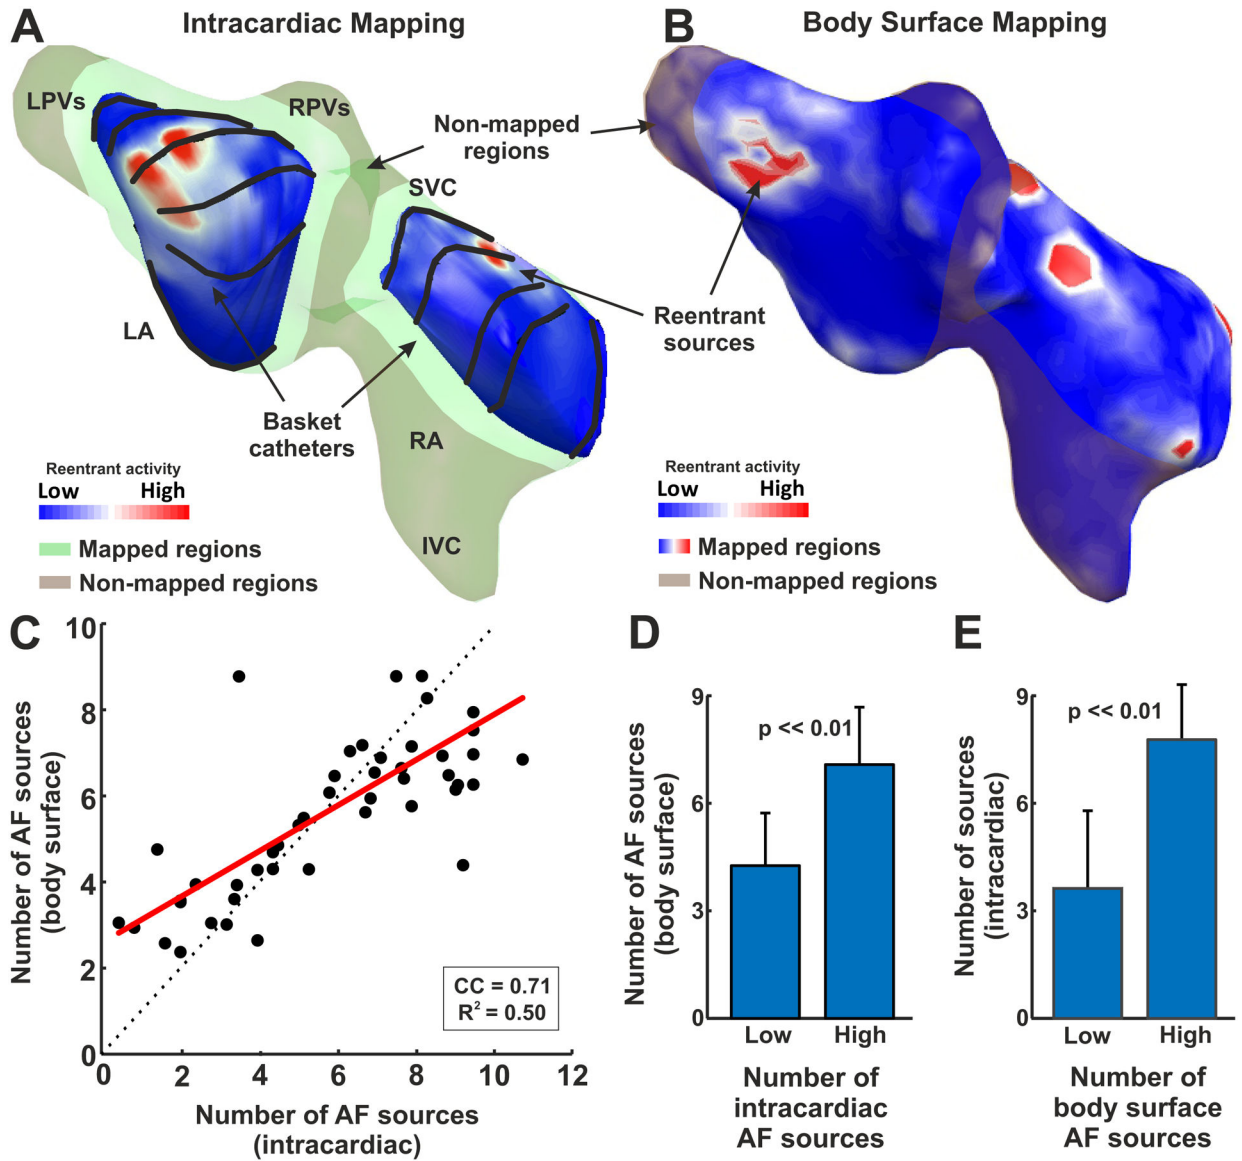 A
Intracardiac Mapping
LPVs
RPVs
Non-mapped
regions
SVC
LA
Basket
catheters
RA
IVC
Reentrant activity
Low High
Mapped regions
Non-mapped regions
B
Body Surface Mapping
Reentrant
sources
Reentrant activity
Low High
Mapped regions
Non-mapped regions
C
Number of AF sources
(body surface)
10
8
6
4
2
0
CC = 0.71
R² = 0.50
0 2 4 6 8 10 12
Number of AF sources
(intracardiac)
D
Number of AF sources
(body surface)
9
6
3
0
p << 0.01
Low High
Number of
intracardiac
AF sources
E
Number of sources
(intracardiac)
9
6
3
0
p << 0.01
Low High
Number of
body surface
AF sources